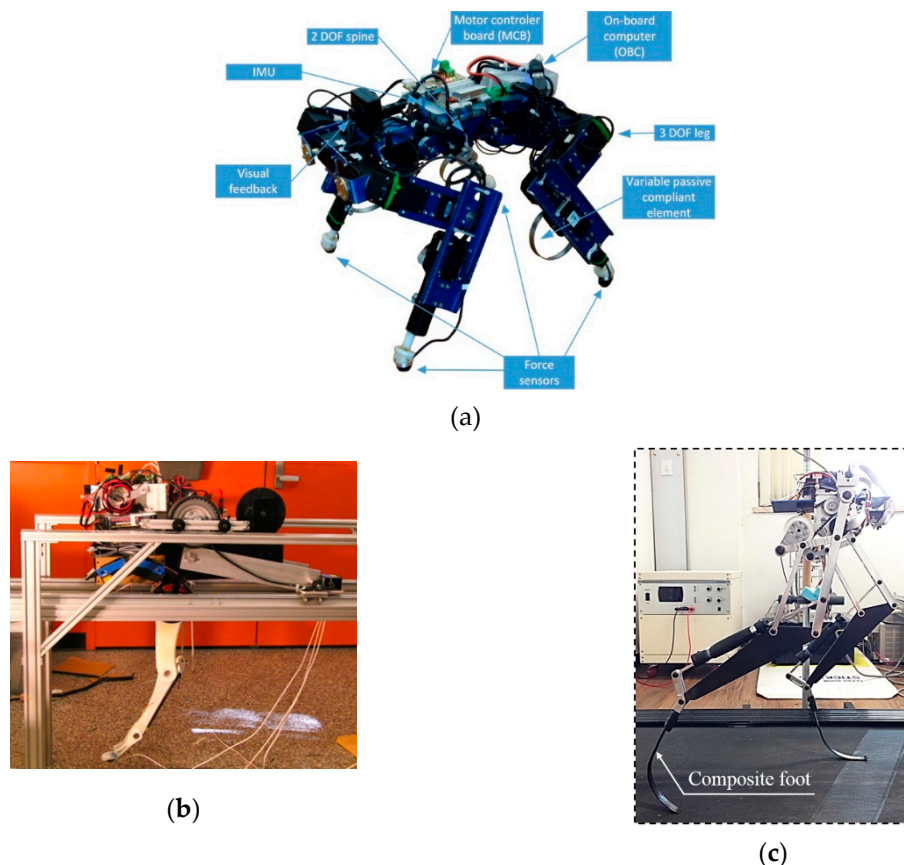 Motor controler
board (MCB)
On-board
computer
(OBC)
2 DOF spine
IMU
3 DOF leg
Visual
feedback
Variable passive
compliant
element
Force
sensors
(a)
STICK
Composite foot
(b)
(c)